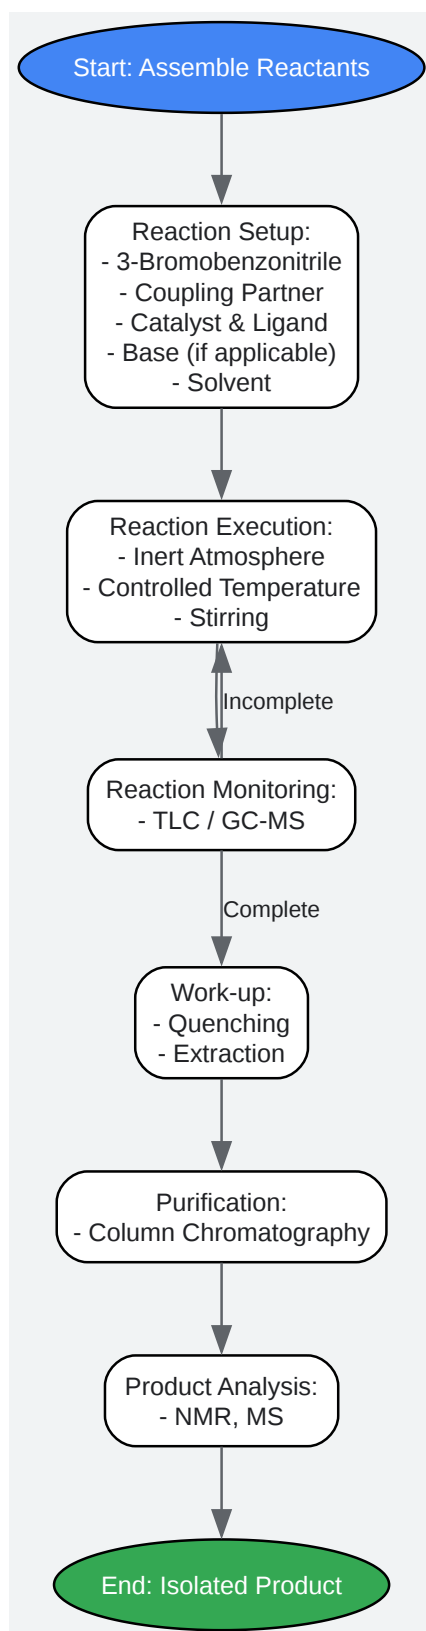 Start: Assemble Reactants
Reaction Setup:
- 3-Bromobenzonitrile
- Coupling Partner
- Catalyst & Ligand
- Base (if applicable)
- Solvent
Reaction Execution:
- Inert Atmosphere
- Controlled Temperature
- Stirring
Incomplete
Reaction Monitoring:
- TLC / GC-MS
Complete
Work-up:
- Quenching
- Extraction
Purification:
- Column Chromatography
Product Analysis:
- NMR, MS
End: Isolated Product